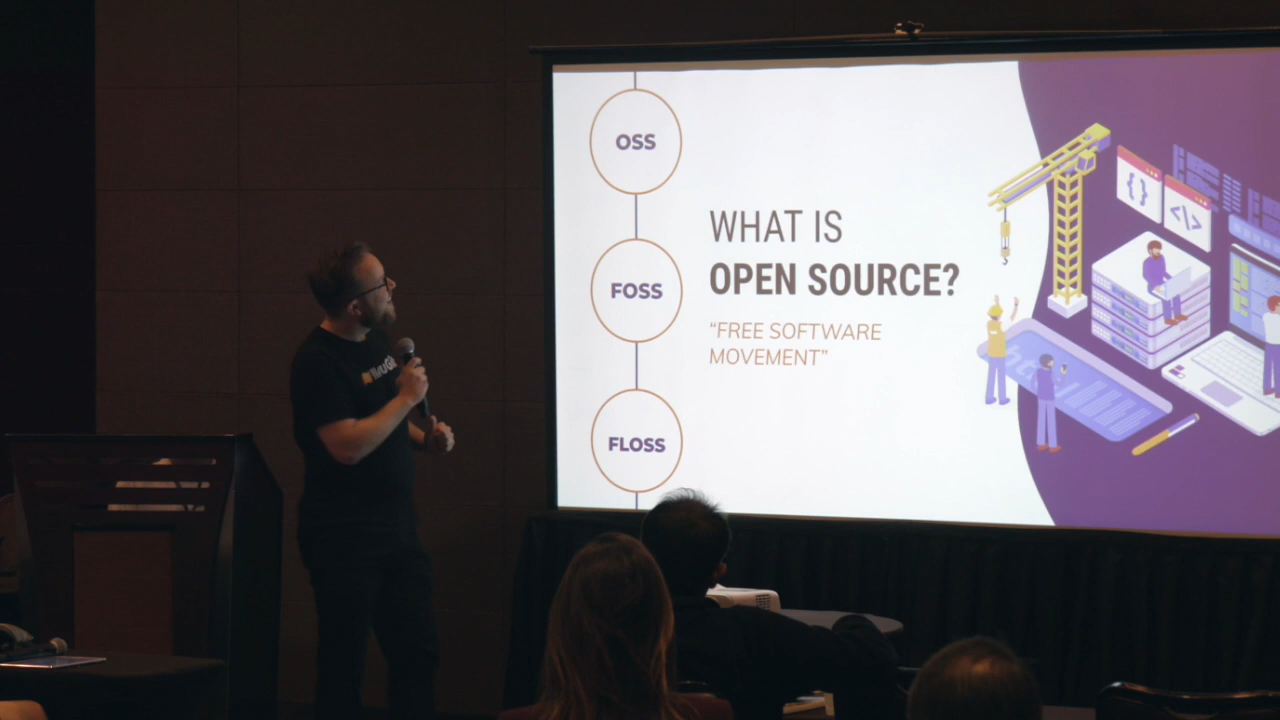 OSS
FOSS
FLOSS
WHAT IS
OPEN SOURCE?
“FREE SOFTWARE
MOVEMENT”
{ }
</>